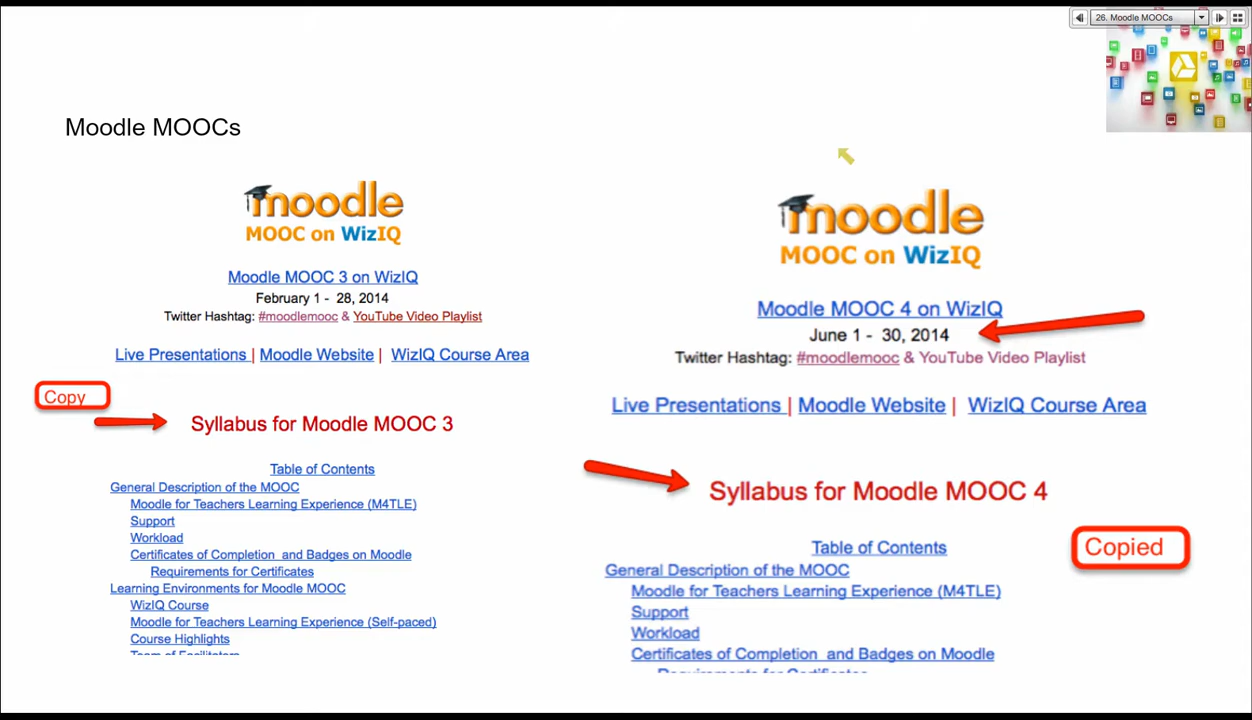 26. Moodle MOOCs
Moodle MOOCs
moodle
MOOC on WizIQ
Moodle MOOC 3 on WizIQ
February 1 - 28, 2014
Twitter Hashtag: #moodlemooc & YouTube Video Playlist
Live Presentations | Moodle Website | WizIQ Course Area
Copy
Syllabus for Moodle MOOC 3
Table of Contents
General Description of the MOOC
Moodle for Teachers Learning Experience (M4TLE)
Support
Workload
Certificates of Completion and Badges on Moodle
Requirements for Certificates
Learning Environments for Moodle MOOC
WizIQ Course
Moodle for Teachers Learning Experience (Self-paced)
Course Highlights
Team of Facilitators
moodle
MOOC on WizIQ
Moodle MOOC 4 on WizIQ
June 1 - 30, 2014
Twitter Hashtag: #moodlemooc & YouTube Video Playlist
Live Presentations | Moodle Website | WizIQ Course Area
Syllabus for Moodle MOOC 4
Copied
Table of Contents
General Description of the MOOC
Moodle for Teachers Learning Experience (M4TLE)
Support
Workload
Certificates of Completion and Badges on Moodle
Requirements for Certificates